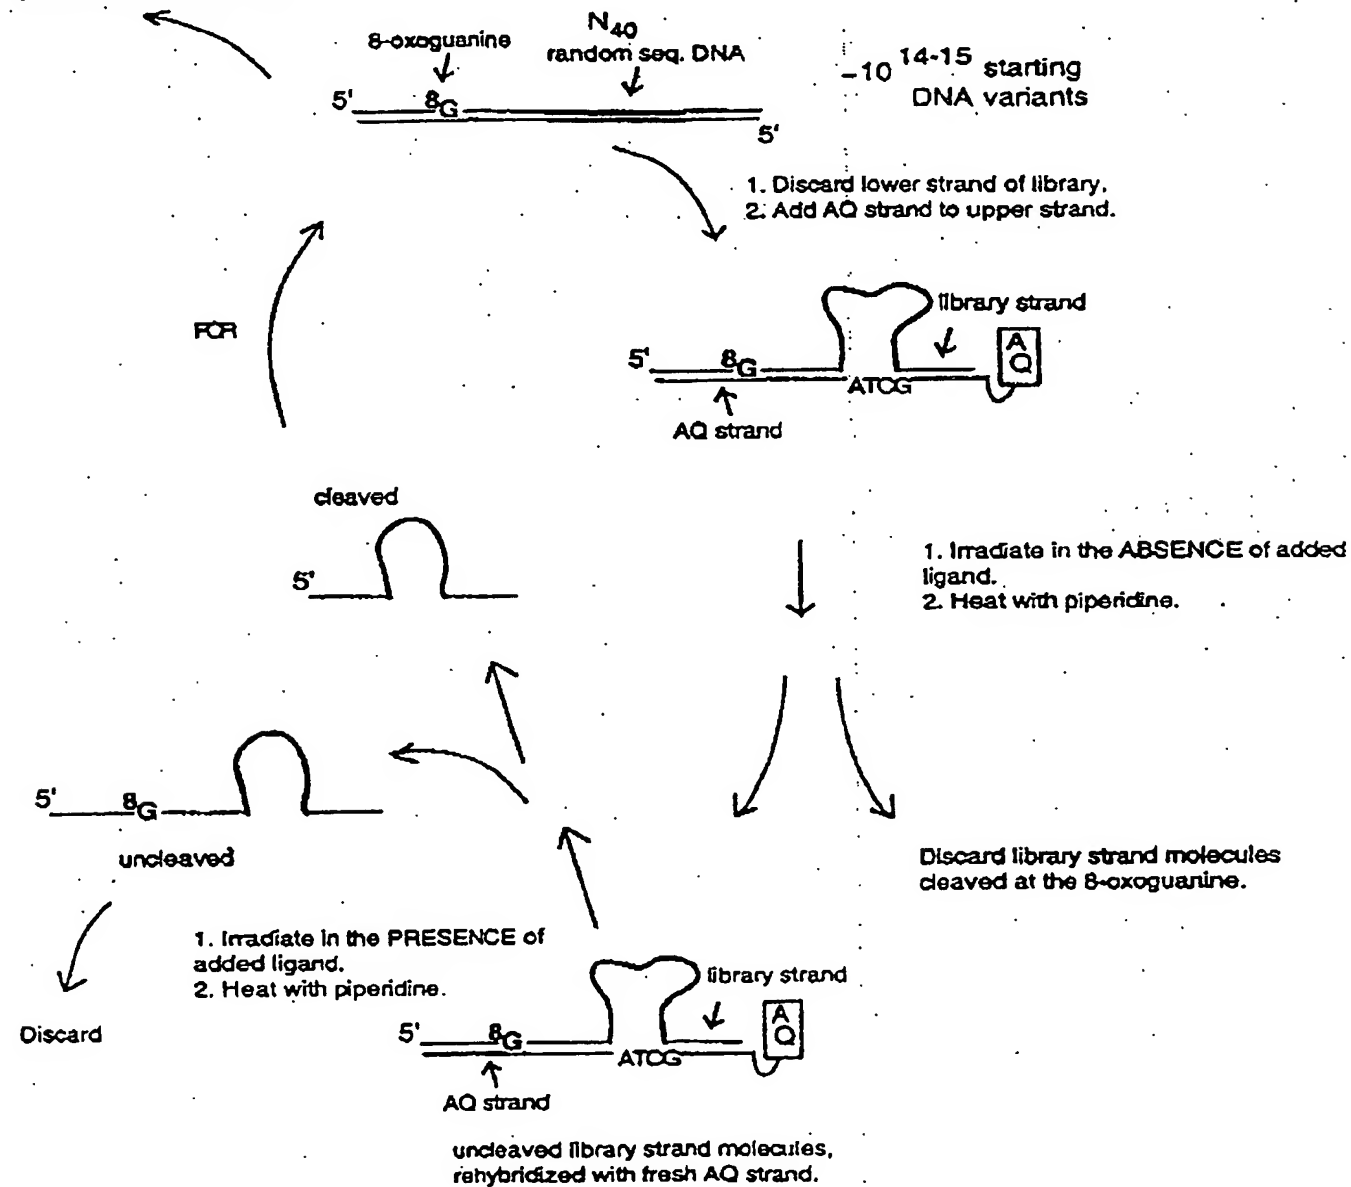 8-oxoguanine
N40
random seq. DNA
5'
8G
5'
~10 14-15 starting
DNA variants
1. Discard lower strand of library.
2. Add AQ strand to upper strand.
PCR
library strand
5'
8G
ATCG
A
Q
AQ strand
cleaved
5'
1. Irradiate in the ABSENCE of added
ligand.
2. Heat with piperidine.
5'
8G
uncleaved
Discard library strand molecules
cleaved at the 8-oxoguanine.
1. Irradiate in the PRESENCE of
added ligand.
2. Heat with piperidine.
Discard
library strand
5'
8G
ATCG
A
Q
AQ strand
uncleaved library strand molecules,
rehybridized with fresh AQ strand.